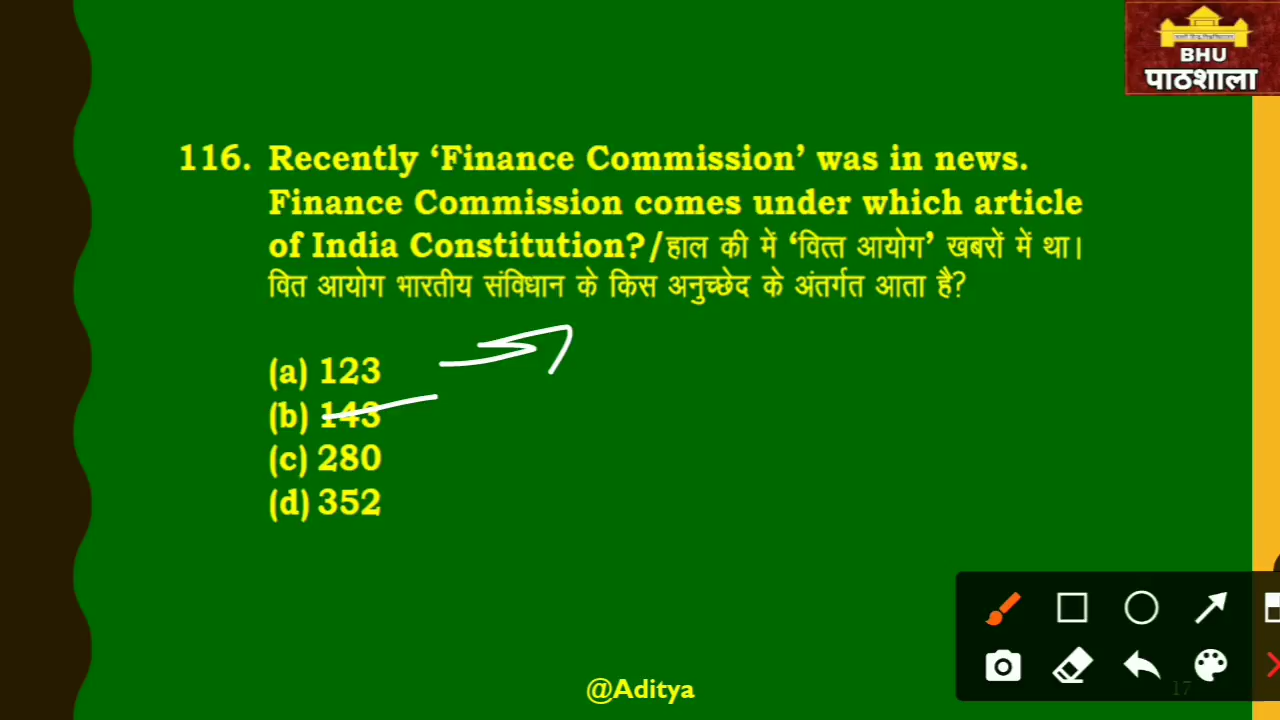 BHU
पाठशाला
116. Recently ‘Finance Commission’ was in news.
Finance Commission comes under which article
of India Constitution?/हाल की में ‘वित्त आयोग’ खबरों में था।
वित आयोग भारतीय संविधान के किस अनुच्छेद के अंतर्गत आता है?
(a) 123
(b) 143
(c) 280
(d) 352
@Aditya
17